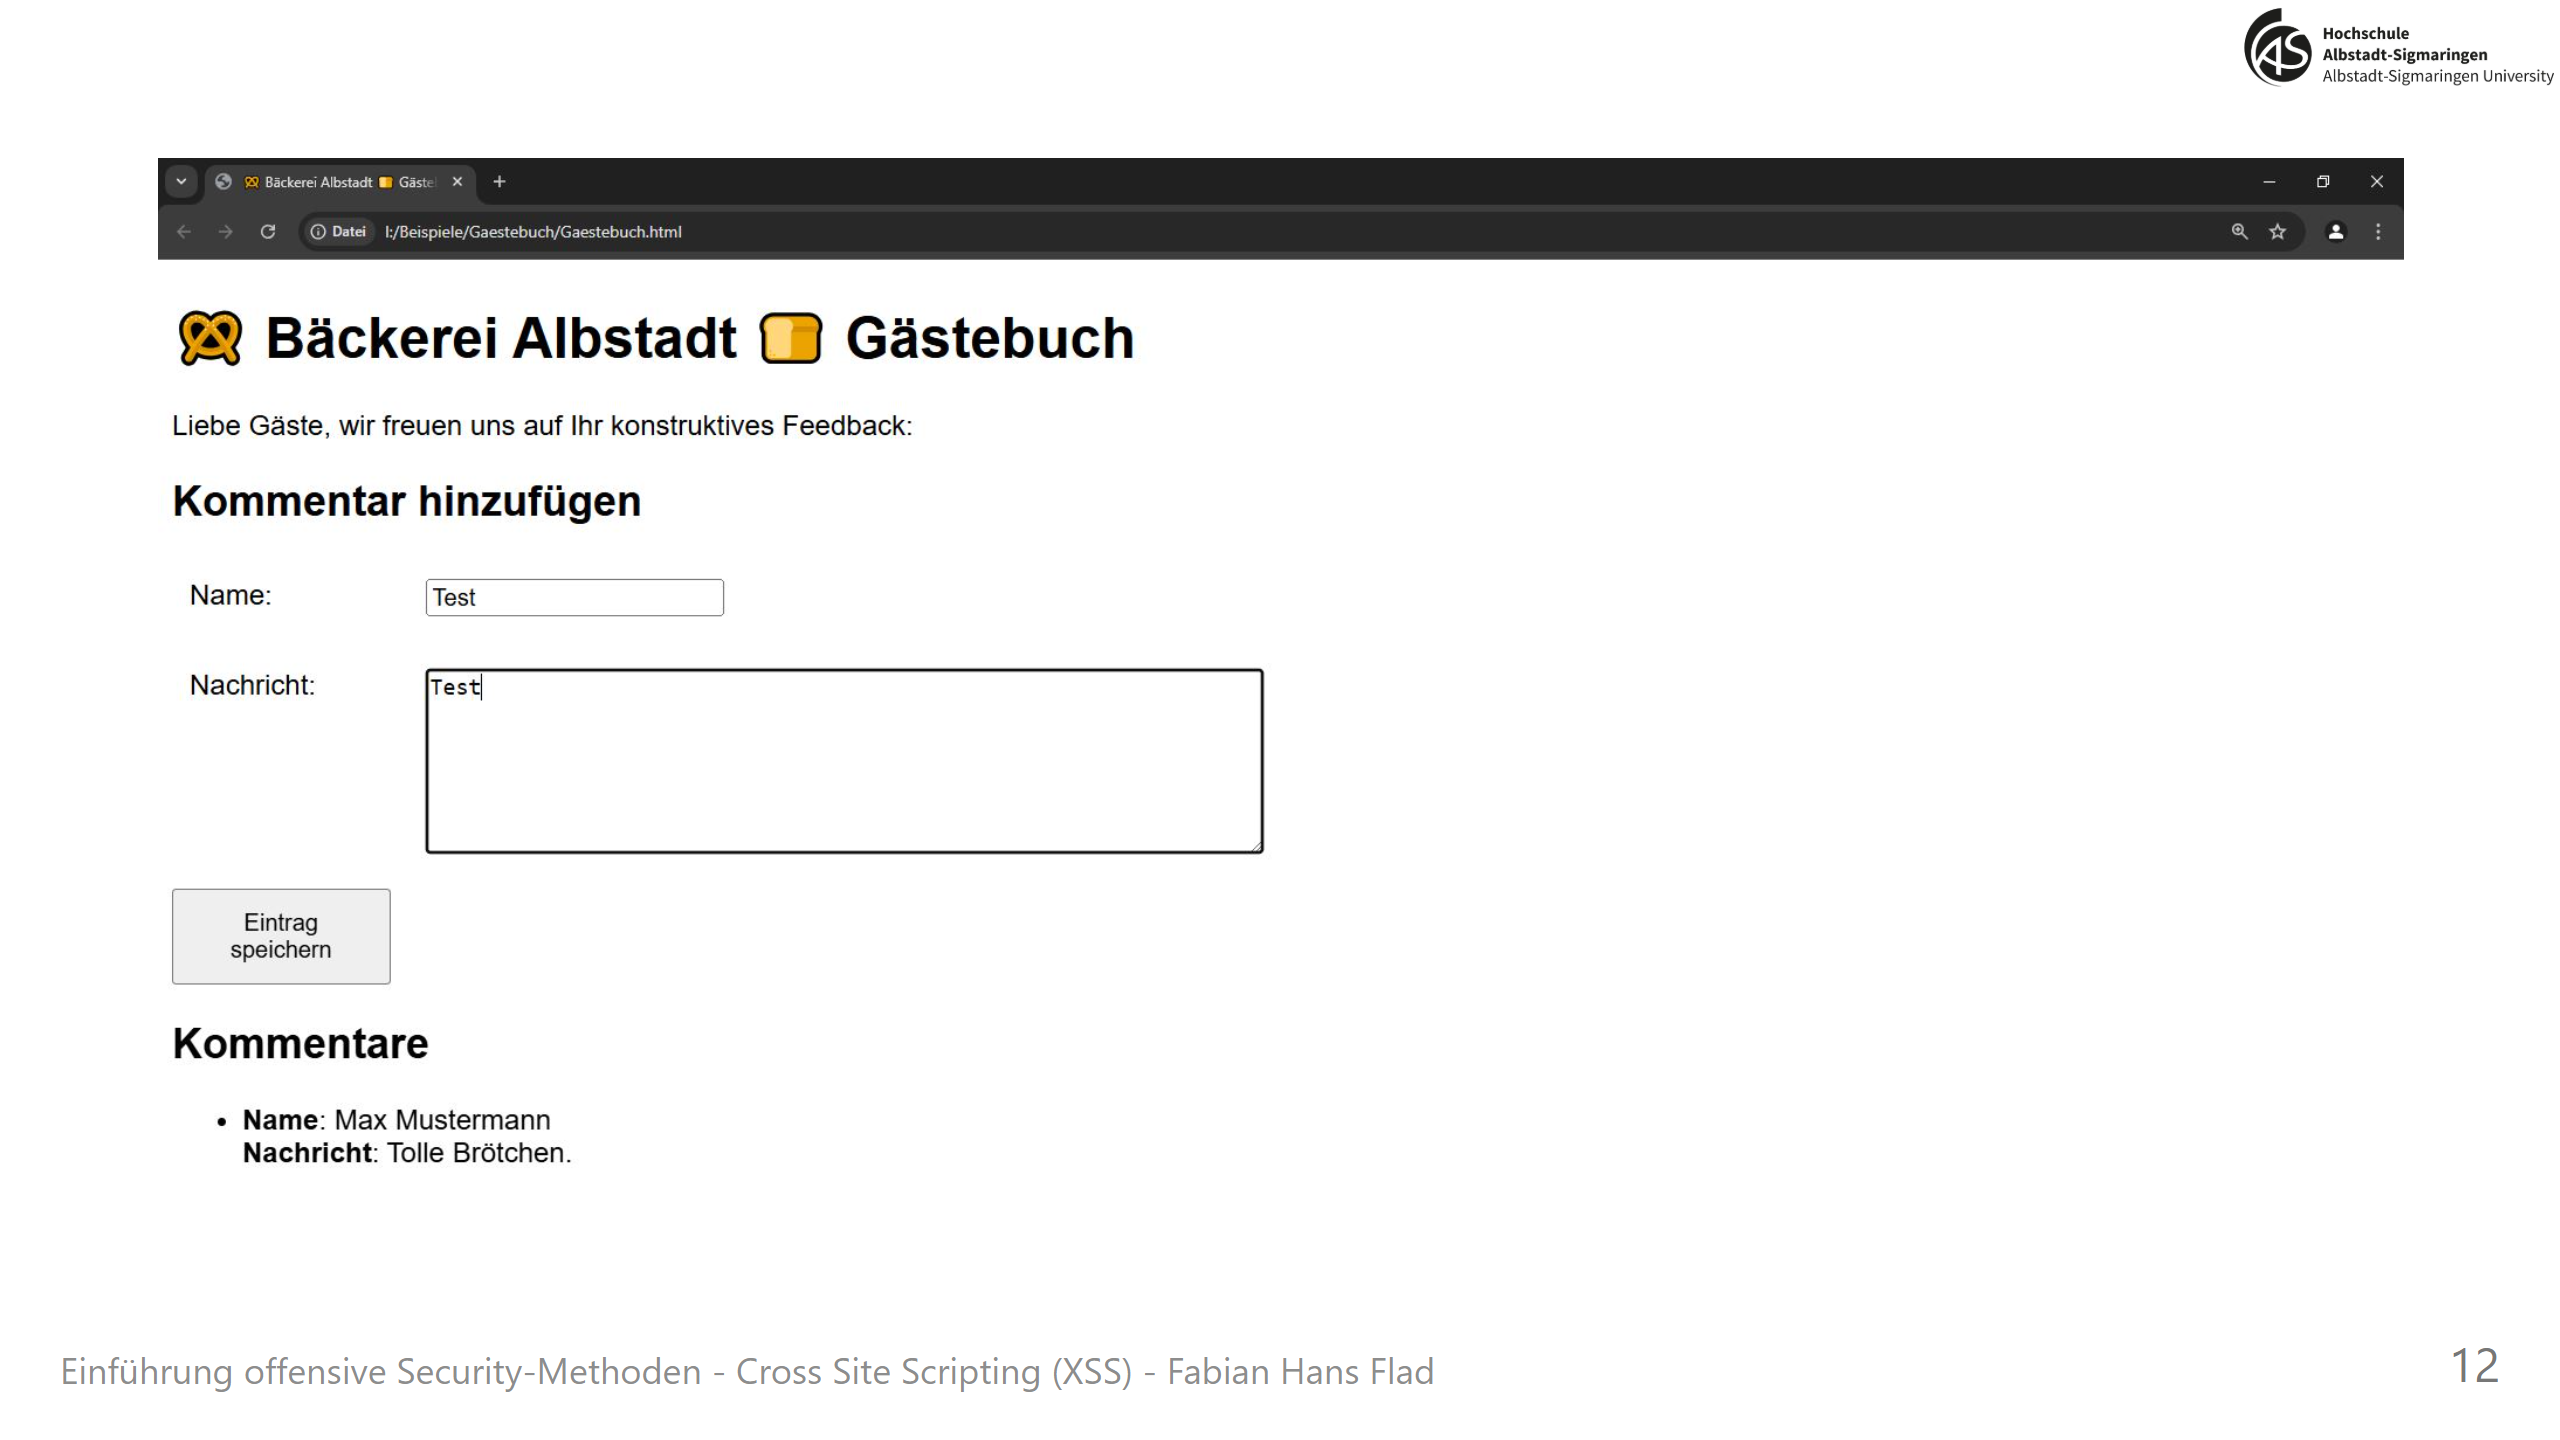 Hochschule
Albstadt-Sigmaringen
Albstadt-Sigmaringen University
Bäckerei Albstadt Gäste
Datei I:/Beispiele/Gaestebuch/Gaestebuch.html
Bäckerei Albstadt Gästebuch
Liebe Gäste, wir freuen uns auf Ihr konstruktives Feedback:
Kommentar hinzufügen
Name: Test
Nachricht: Test
Eintrag
speichern
Kommentare
• Name: Max Mustermann
Nachricht: Tolle Brötchen.
Einführung offensive Security-Methoden - Cross Site Scripting (XSS) - Fabian Hans Flad
12